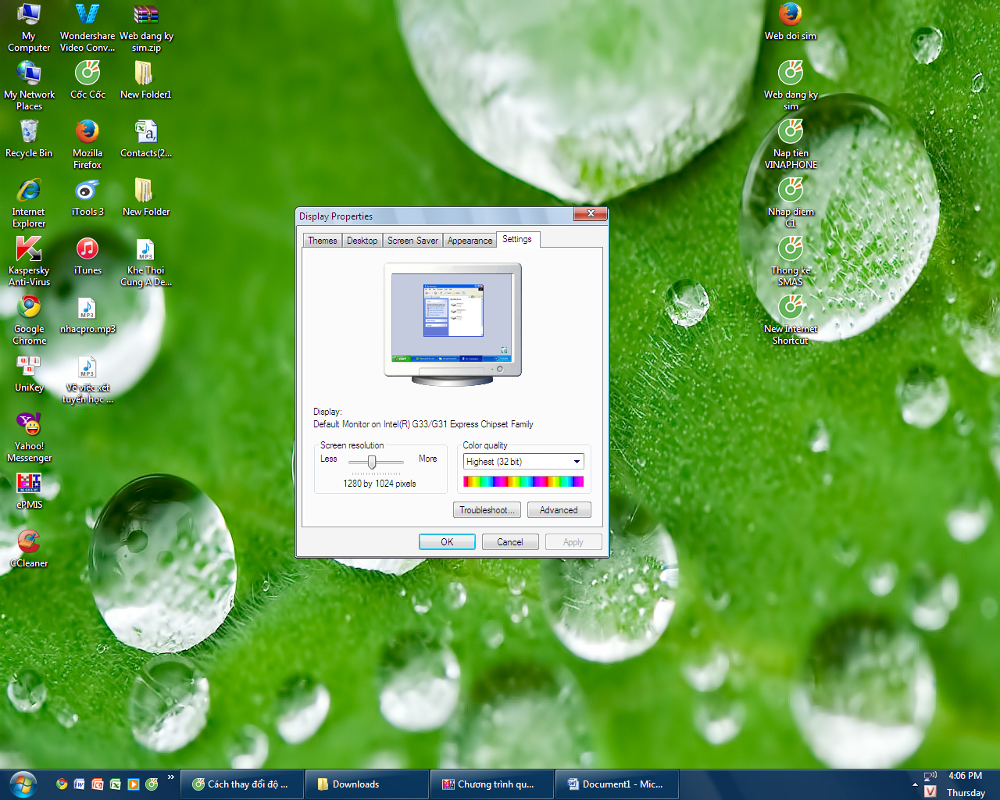 My
Computer
Wondershare
Video Conv...
Web dang ky
sim.zip
My Network
Places
Cốc Cốc
New Folder1
Recycle Bin
Mozilla
Firefox
Contacts(2...
Internet
Explorer
iTools 3
New Folder
Kaspersky
Anti-Virus
iTunes
Khe Thoi
Cung A De...
Google
Chrome
nhacpro.mp3
UniKey
Về việc xét
tuyển học ...
Yahoo!
Messenger
ePMIS
CCleaner
Web doi sim
Web dang ky
sim
Nap tien
VINAPHONE
Nhap diem
C1
Thong ke
SMAS
New Internet
Shortcut
Display Properties
Themes
Desktop
Screen Saver
Appearance
Settings
Display:
Default Monitor on Intel(R) G33/G31 Express Chipset Family
Screen resolution
Less
More
1280 by 1024 pixels
Color quality
Highest (32 bit)
Troubleshoot...
Advanced
OK
Cancel
Apply
Cách thay đổi độ ...
Downloads
Chương trình qu...
Document1 - Mic...
4:06 PM
Thursday